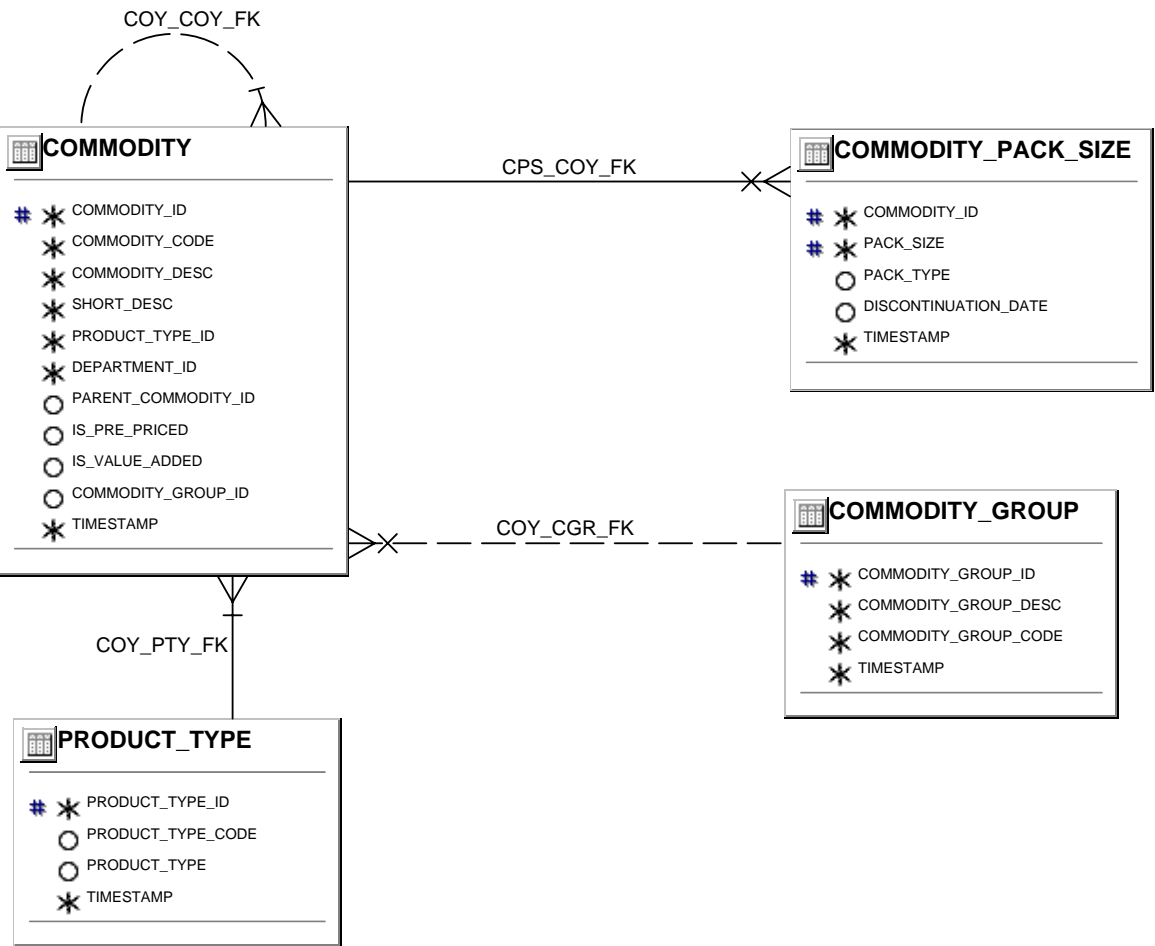 COY_COY_FK
COMMODITY
# * COMMODITY_ID
* COMMODITY_CODE
* COMMODITY_DESC
* SHORT_DESC
* PRODUCT_TYPE_ID
* DEPARTMENT_ID
O PARENT_COMMODITY_ID
O IS_PRE_PRICED
O IS_VALUE_ADDED
O COMMODITY_GROUP_ID
* TIMESTAMP
CPS_COY_FK
COMMODITY_PACK_SIZE
# * COMMODITY_ID
# * PACK_SIZE
O PACK_TYPE
O DISCONTINUATION_DATE
* TIMESTAMP
COY_CGR_FK
COMMODITY_GROUP
# * COMMODITY_GROUP_ID
* COMMODITY_GROUP_DESC
* COMMODITY_GROUP_CODE
* TIMESTAMP
COY_PTY_FK
PRODUCT_TYPE
# * PRODUCT_TYPE_ID
O PRODUCT_TYPE_CODE
O PRODUCT_TYPE
* TIMESTAMP